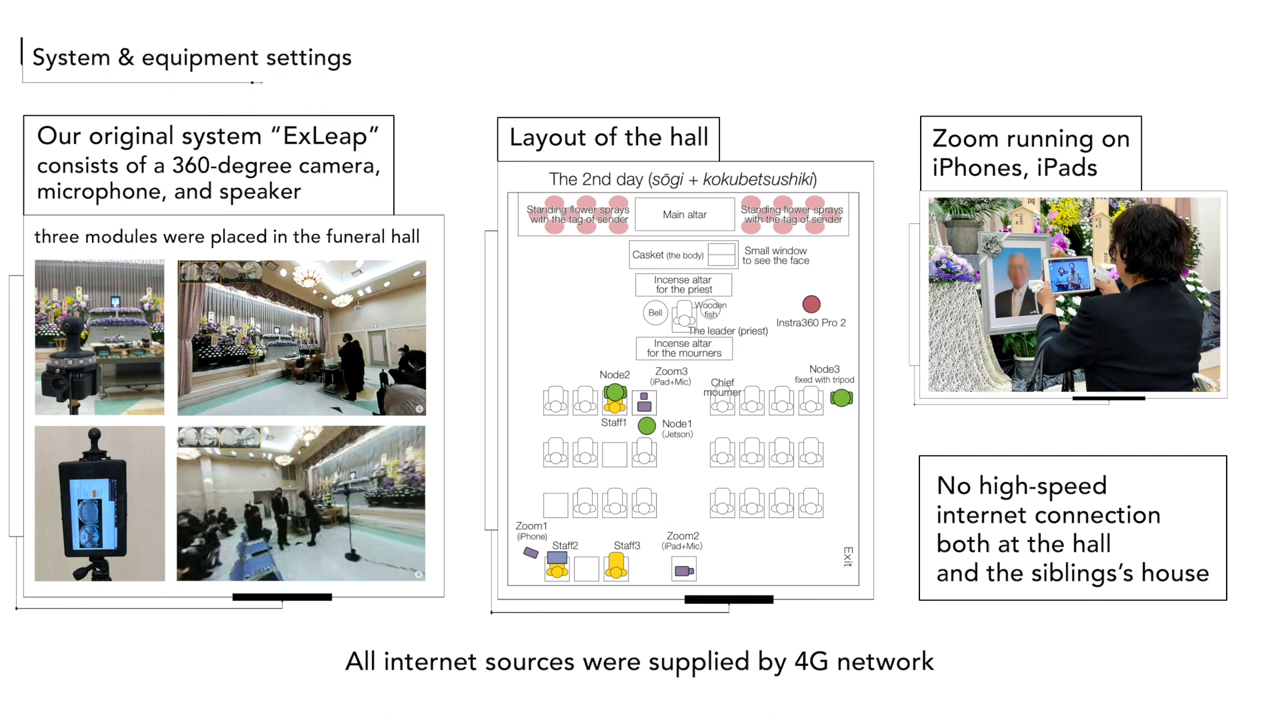 System & equipment settings
Our original system “ExLeap”
consists of a 360-degree camera,
microphone, and speaker
three modules were placed in the funeral hall
Layout of the hall
The 2nd day (sōgi + kokubetsushiki)
Standing flower sprays
with the tag of sender
Main altar
Standing flower sprays
with the tag of sender
Casket (the body)
Small window
to see the face
Incense altar
for the priest
Bell
Wooden
fish
The leader (priest)
Instra360 Pro 2
Incense altar
for the mourners
Node2
Zoom3
(iPad+Mic)
Chief
mourner
Node3
fixed with tripod
Staff1
Node1
(Jetson)
Zoom1
(iPhone)
Staff2
Staff3
Zoom2
(iPad+Mic)
Exit
Zoom running on
iPhones, iPads
No high-speed
internet connection
both at the hall
and the siblings’s house
All internet sources were supplied by 4G network